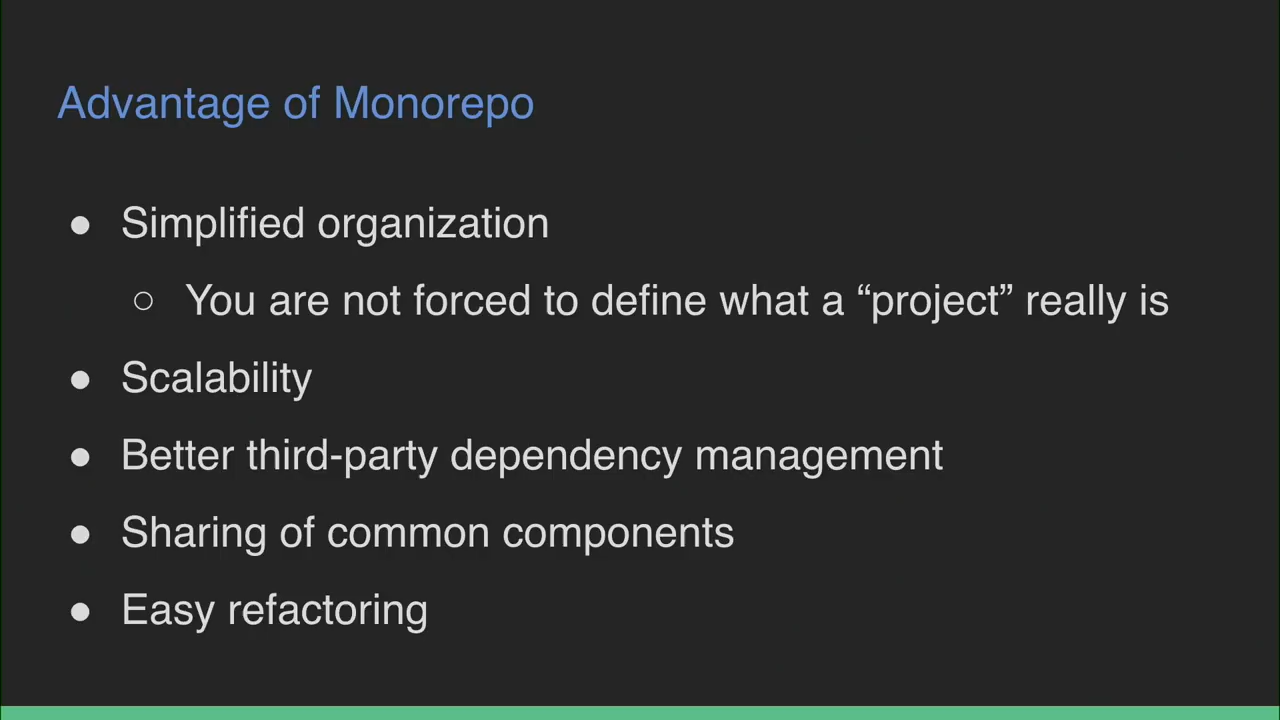 Advantage of Monorepo
● Simplified organization
○ You are not forced to define what a “project” really is
● Scalability
● Better third-party dependency management
● Sharing of common components
● Easy refactoring